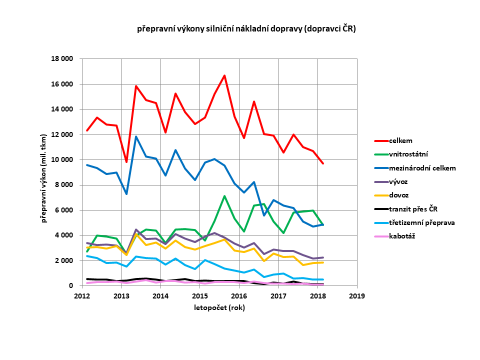 přepravní výkony silniční nákladní dopravy (dopravci ČR)
18 000
16 000
14 000
12 000
10 000
8 000
6 000
4 000
2 000
0
přepravní výkon (mil. tkm)
2012 2013 2014 2015 2016 2017 2018 2019
letopočet (rok)
celkem
vnitrostátní
mezinárodní celkem
vývoz
dovoz
tranzit přes ČR
třetizemní přeprava
kabotáž